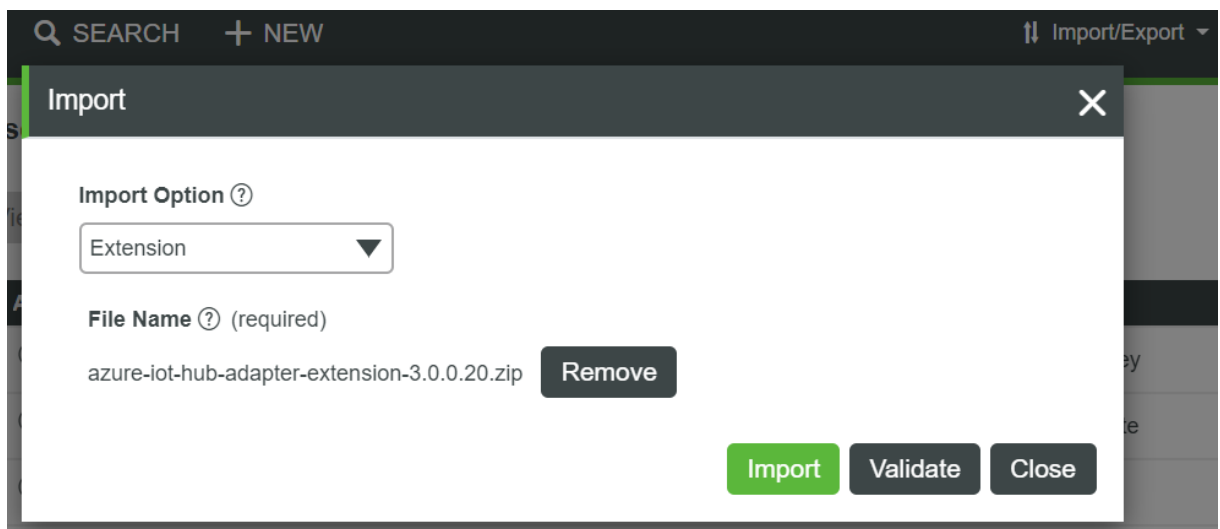 SEARCH + NEW Import/Export
Import
Import Option ?
Extension
File Name ? (required)
azure-iot-hub-adapter-extension-3.0.0.20.zip Remove
Import Validate Close